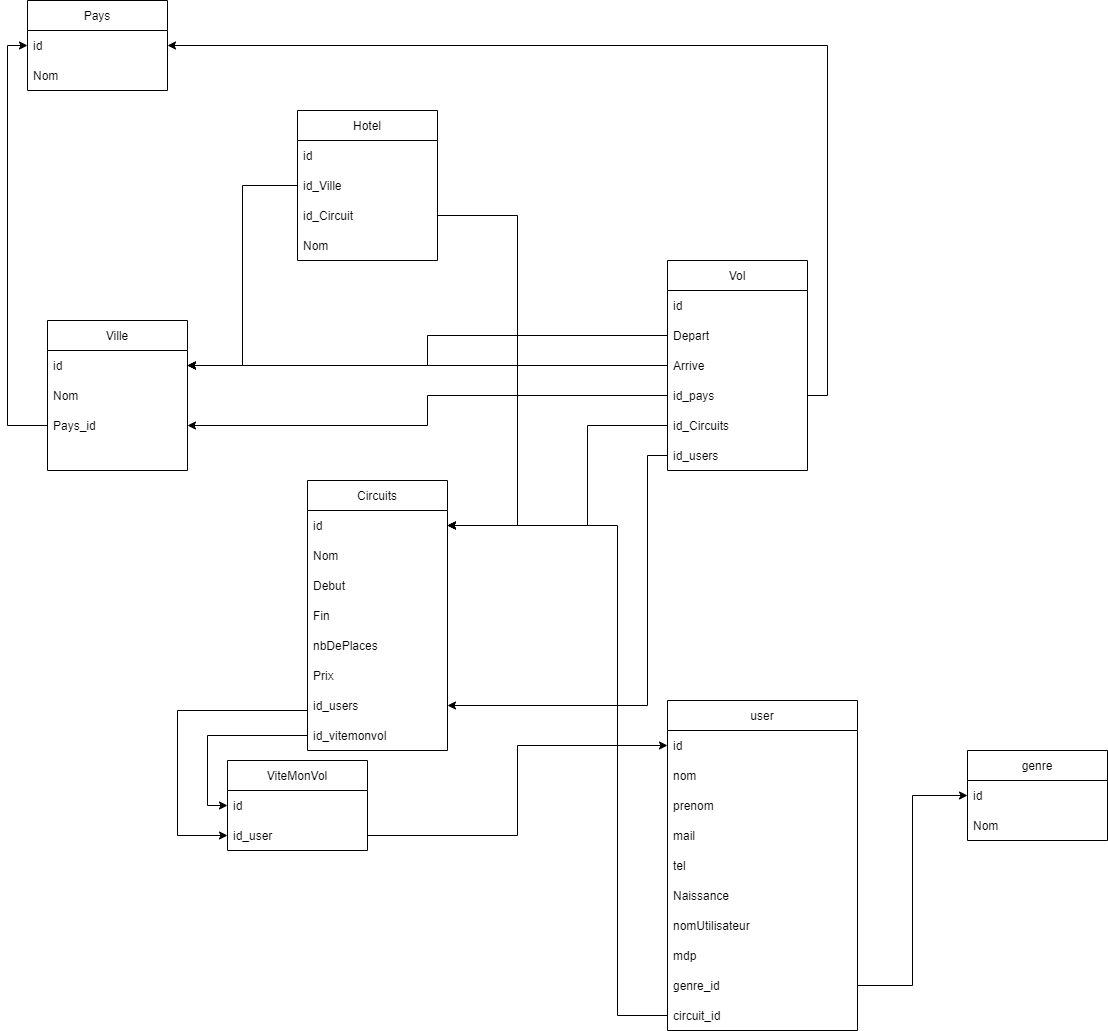 Pays
id
Nom
Hotel
id
id_Ville
id_Circuit
Nom
Vol
id
Depart
Arrive
id_pays
id_Circuits
id_users
Ville
id
Nom
Pays_id
Circuits
id
Nom
Debut
Fin
nbDePlaces
Prix
id_users
id_vitemonvol
ViteMonVol
id
id_user
user
id
nom
prenom
mail
tel
Naissance
nomUtilisateur
mdp
genre_id
circuit_id
genre
id
Nom